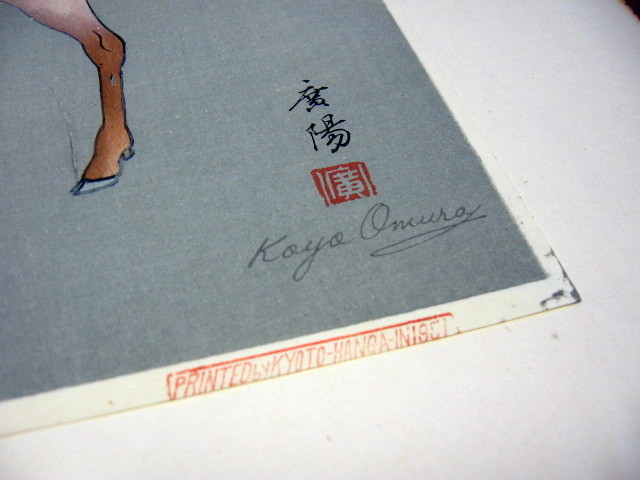 廣陽
廣
Koyo Omura
PRINTED by KYOTO-HANGA-IN 1951